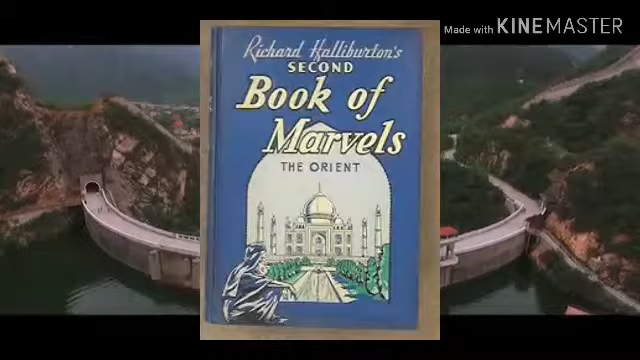 Made with KINEMASTER
Richard Halliburton's
SECOND
Book of
Marvels
THE ORIENT